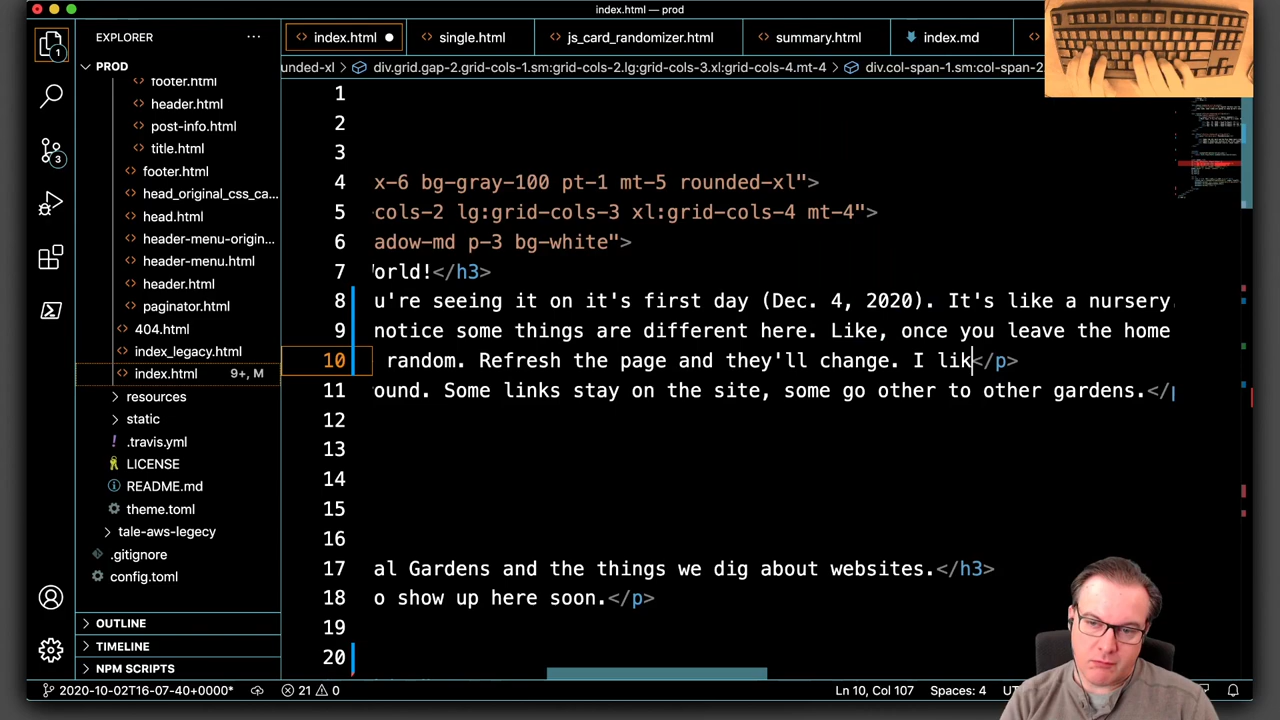 index.html — prod
EXPLORER
PROD
footer.html
header.html
post-info.html
title.html
footer.html
head_original_css_ca...
head.html
header-menu-origin...
header-menu.html
header.html
paginator.html
404.html
index_legacy.html
index.html 9+, M
resources
static
.travis.yml
LICENSE
README.md
theme.toml
tale-aws-legacy
.gitignore
config.toml
OUTLINE
TIMELINE
NPM SCRIPTS
1
3
index.html
single.html
js_card_randomizer.html
summary.html
index.md
unded-xl > div.grid.gap-2.grid-cols-1.sm:grid-cols-2.lg:grid-cols-3.xl:grid-cols-4.mt-4 > div.col-span-1.sm:col-span-2.
1
2
3
4 x-6 bg-gray-100 pt-1 mt-5 rounded-xl">
5 cols-2 lg:grid-cols-3 xl:grid-cols-4 mt-4">
6 adow-md p-3 bg-white">
7 orld!</h3>
8 u're seeing it on it's first day (Dec. 4, 2020). It's like a nursery
9 notice some things are different here. Like, once you leave the home
10 random. Refresh the page and they'll change. I lik</p>
11 ound. Some links stay on the site, some go other to other gardens.</p
12
13
14
15
16
17 al Gardens and the things we dig about websites.</h3>
18 o show up here soon.</p>
19
20
2020-10-02T16-07-40+0000* 21 0 Ln 10, Col 107 Spaces: 4